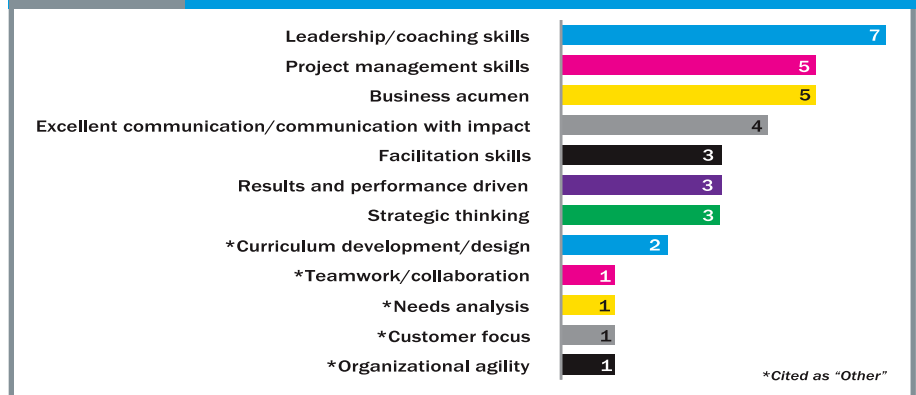 Leadership/coaching skills 7
Project management skills 5
Business acumen 5
Excellent communication/communication with impact 4
Facilitation skills 3
Results and performance driven 3
Strategic thinking 3
*Curriculum development/design 2
*Teamwork/collaboration 1
*Needs analysis 1
*Customer focus 1
*Organizational agility 1
*Cited as “Other”